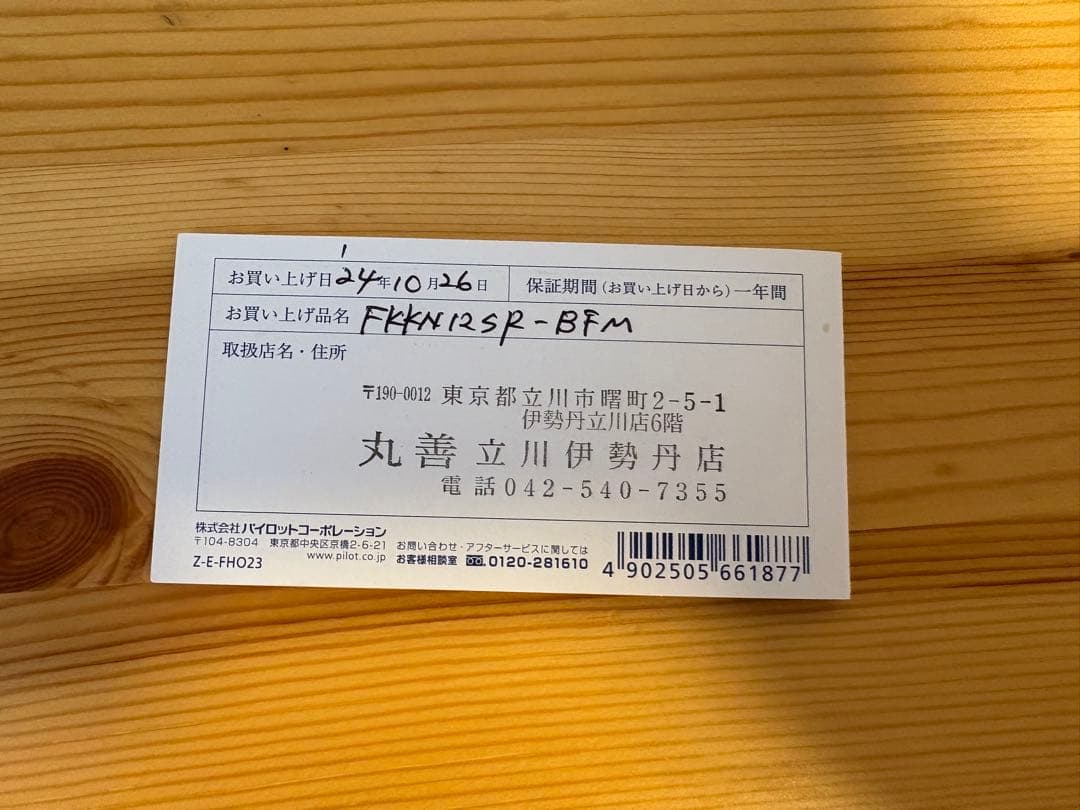 お買い上げ日 '24年10月26日 保証期間(お買い上げ日から)一年間
お買い上げ品名 FKKN12SR-BFM
取扱店名・住所
〒190-0012 東京都立川市曙町2-5-1
伊勢丹立川店6階
丸善 立川伊勢丹店
電話042-540-7355
株式会社パイロットコーポレーション
〒104-8304 東京都中央区京橋2-6-21
www.pilot.co.jp
Z-E-FHO23
お問い合わせ・アフターサービスに関しては
お客様相談室 0120-281610
4 902505 661877